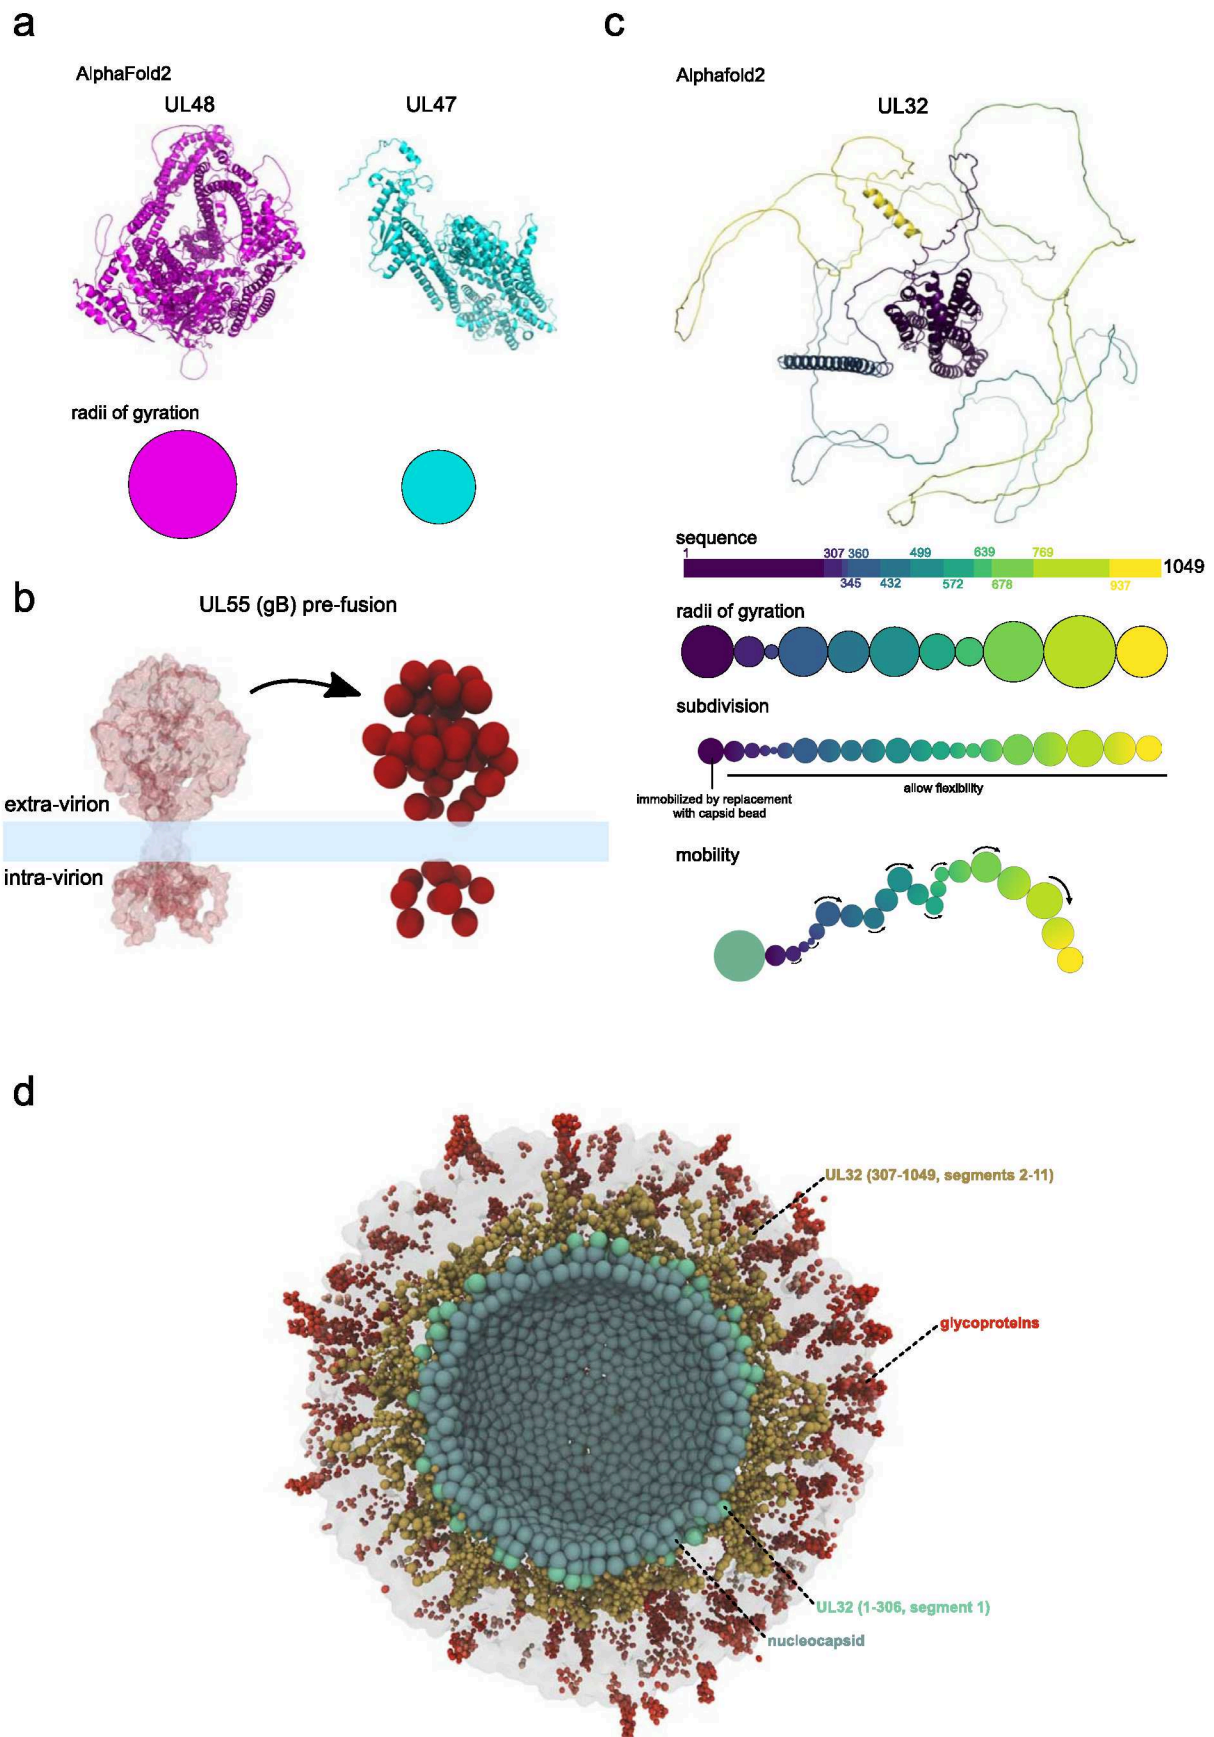 a
AlphaFold2
UL48
UL47
radii of gyration
b
UL55 (gB) pre-fusion
extra-virion
intra-virion
c
Alphafold2
UL32
sequence
1 307 360 499 639 769 1049
345 432 572 678 937
radii of gyration
subdivision
immobilized by replacement
with capsid bead
allow flexibility
mobility
d
UL32 (307-1049, segments 2-11)
glycoproteins
UL32 (1-306, segment 1)
nucleocapsid